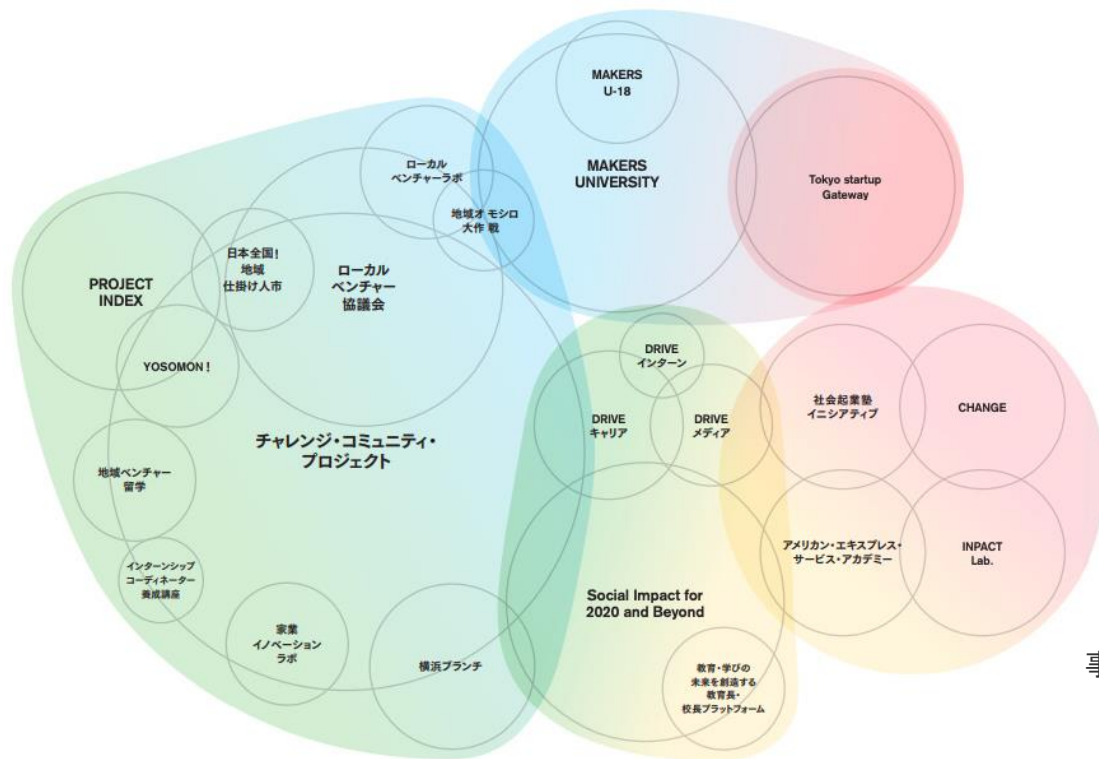 MAKERS
U-18
MAKERS
UNIVERSITY
Tokyo startup
Gateway
ローカル
ベンチャーラボ
地域オ モシロ
大作 戦
日本全国！
地域
仕掛け人市
ローカル
ベンチャー
協議会
PROJECT
INDEX
YOSOMON！
チャレンジ・コミュニティ・
プロジェクト
地域ベンチャー
留学
インターンシップ
コーディネーター
養成講座
家業
イノベーション
ラボ
横浜ブランチ
DRIVE
インターン
DRIVE
キャリア
DRIVE
メディア
社会起業塾
イニシアティブ
CHANGE
アメリカン・エキスプレス・
サービス・アカデミー
INPACT
Lab.
Social Impact for
2020 and Beyond
教育・学びの
未来を創造する
教育長・
校長プラットフォーム